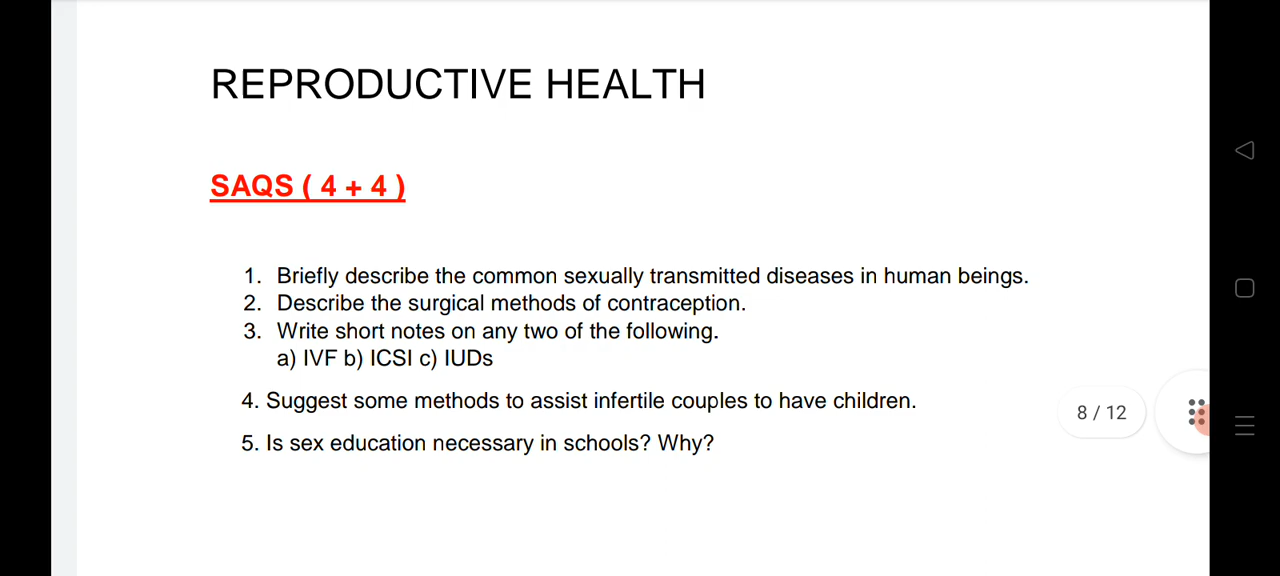 REPRODUCTIVE HEALTH
SAQS ( 4 + 4 )
1. Briefly describe the common sexually transmitted diseases in human beings.
2. Describe the surgical methods of contraception.
3. Write short notes on any two of the following.
a) IVF b) ICSI c) IUDs
4. Suggest some methods to assist infertile couples to have children.
8 / 12
5. Is sex education necessary in schools? Why?